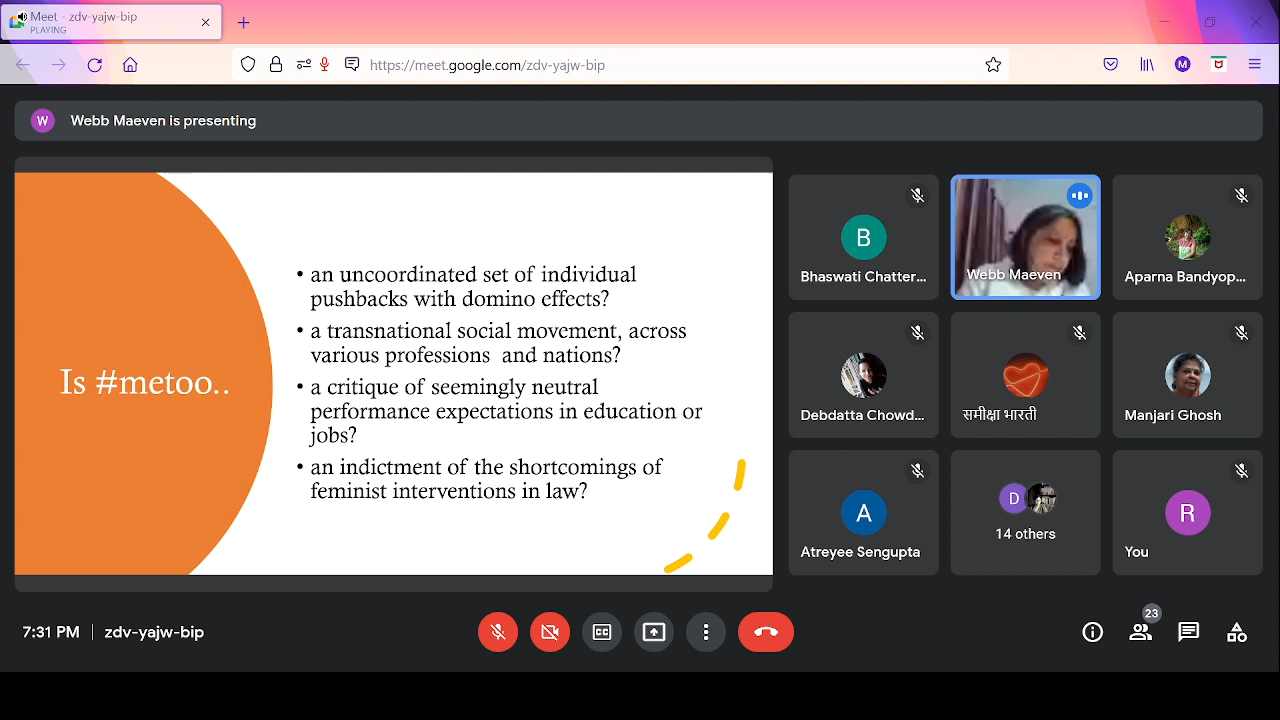 Meet - zdv-yajw-bip
PLAYING
https://meet.google.com/zdv-yajw-bip
M
W
Webb Maeven is presenting
Is #metoo..
• an uncoordinated set of individual
pushbacks with domino effects?
• a transnational social movement, across
various professions and nations?
• a critique of seemingly neutral
performance expectations in education or
jobs?
• an indictment of the shortcomings of
feminist interventions in law?
B
Bhaswati Chatter...
Webb Maeven
Aparna Bandyop...
Debdatta Chowd...
समीक्षा भारती
Manjari Ghosh
A
Atreyee Sengupta
D
14 others
R
You
7:31 PM
zdv-yajw-bip
CC
23